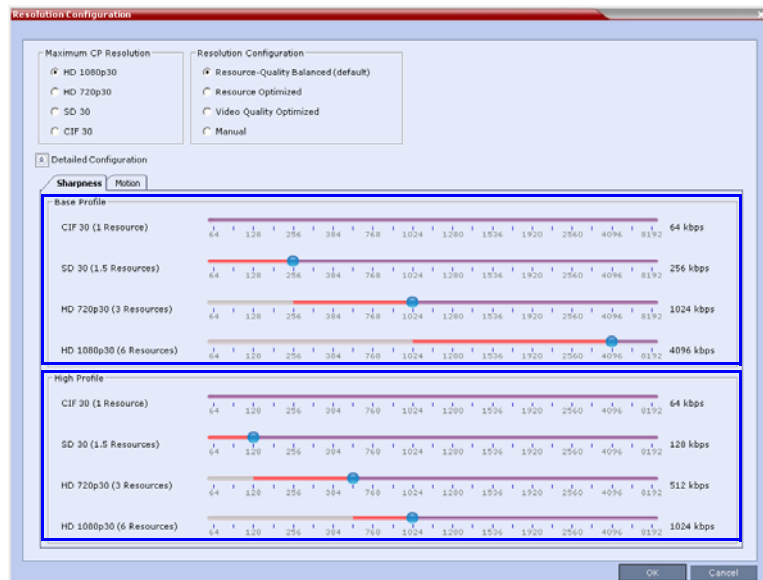 Resolution Configuration
Maximum CP Resolution
HD 1080p30
HD 720p30
SD 30
CIF 30
Resolution Configuration
Resource-Quality Balanced (default)
Resource Optimized
Video Quality Optimized
Manual
Detailed Configuration
Sharpness Motion
Base Profile
CIF 30 (1 Resource) 64 kbps
64 128 256 384 768 1024 1280 1536 1920 2560 4096 8192
SD 30 (1.5 Resources) 256 kbps
64 128 256 384 768 1024 1280 1536 1920 2560 4096 8192
HD 720p30 (3 Resources) 1024 kbps
64 128 256 384 768 1024 1280 1536 1920 2560 4096 8192
HD 1080p30 (6 Resources) 4096 kbps
64 128 256 384 768 1024 1280 1536 1920 2560 4096 8192
High Profile
CIF 30 (1 Resource) 64 kbps
64 128 256 384 768 1024 1280 1536 1920 2560 4096 8192
SD 30 (1.5 Resources) 128 kbps
64 128 256 384 768 1024 1280 1536 1920 2560 4096 8192
HD 720p30 (3 Resources) 512 kbps
64 128 256 384 768 1024 1280 1536 1920 2560 4096 8192
HD 1080p30 (6 Resources) 1024 kbps
64 128 256 384 768 1024 1280 1536 1920 2560 4096 8192
OK Cancel